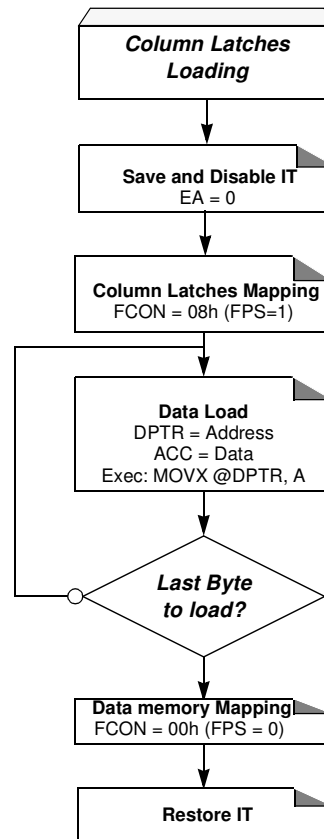 Column Latches
Loading
Save and Disable IT
EA = 0
Column Latches Mapping
FCON = 08h (FPS=1)
Data Load
DPTR = Address
ACC = Data
Exec: MOVX @DPTR, A
Last Byte
to load?
Data memory Mapping
FCON = 00h (FPS = 0)
Restore IT